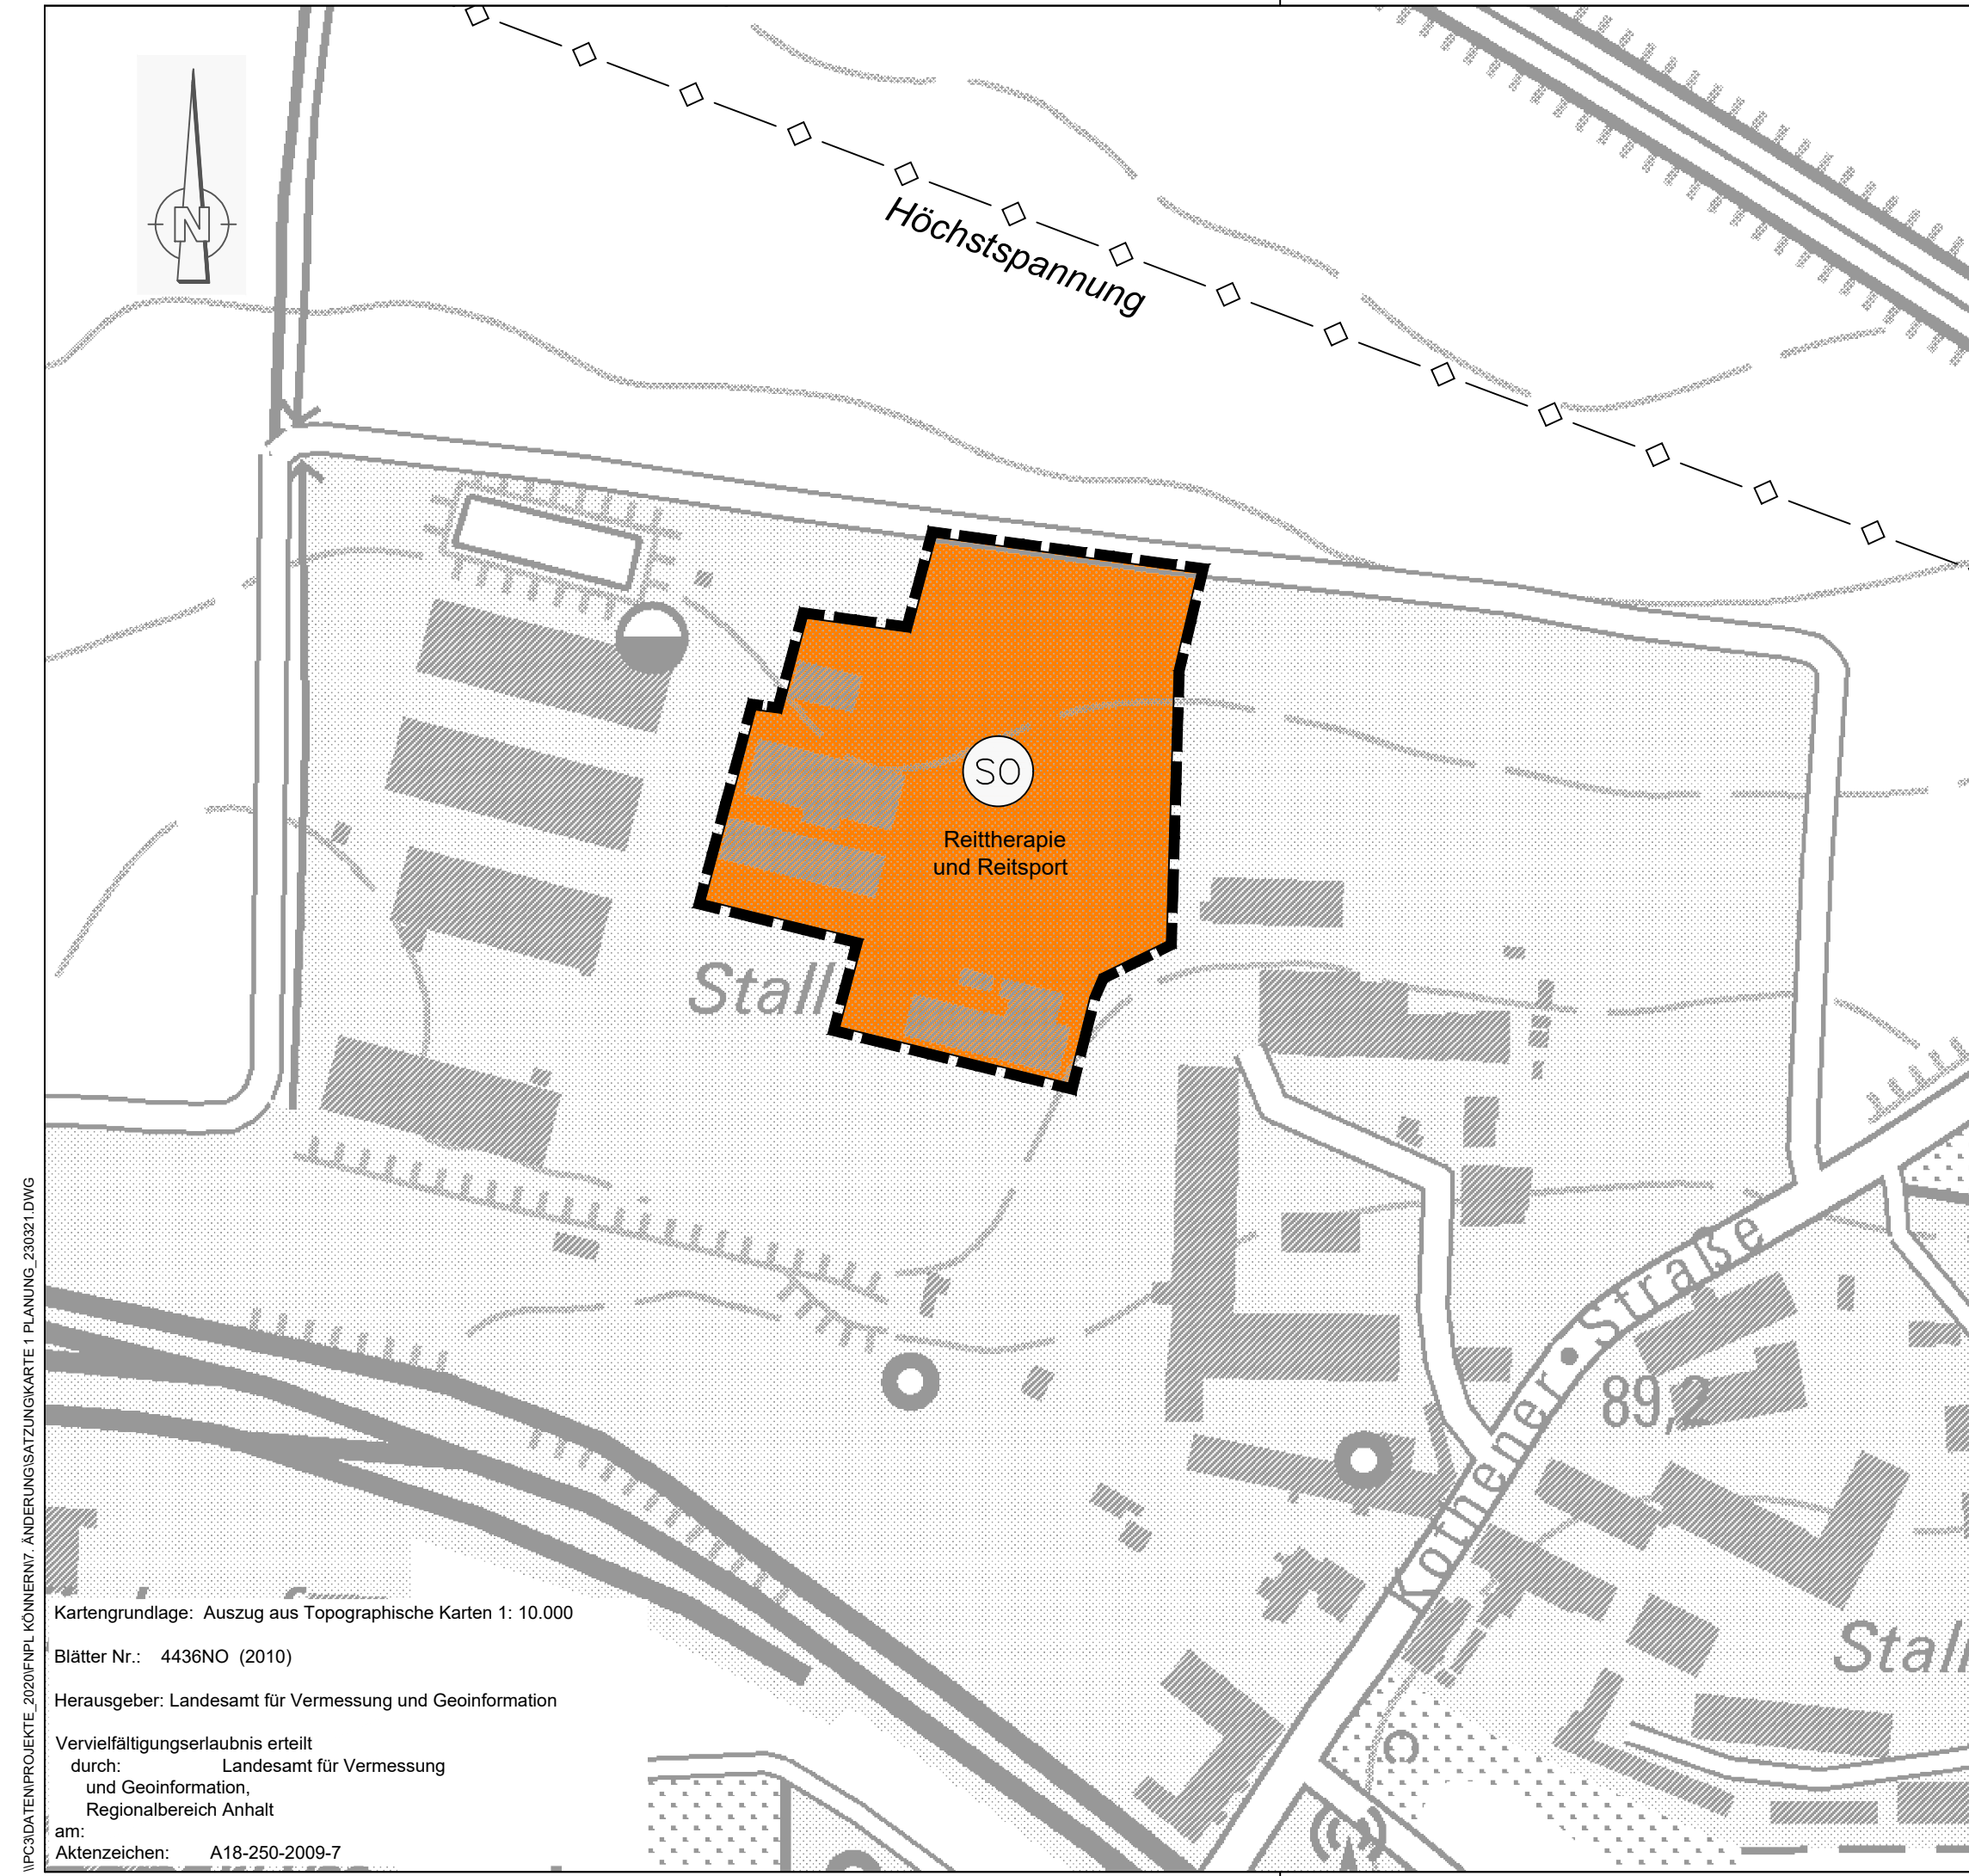 N
Höchstspannung
SO
Reittherapie
und Reitsport
Stall
Köthener Straße
89,2
Stall
Kartengrundlage: Auszug aus Topographische Karten 1: 10.000
Blätter Nr.: 4436NO (2010)
Herausgeber: Landesamt für Vermessung und Geoinformation
Vervielfältigungserlaubnis erteilt
durch: Landesamt für Vermessung
und Geoinformation,
Regionalbereich Anhalt
am:
Aktenzeichen: A18-250-2009-7
\\PC3\DATEN\PROJEKTE_2020\FNPL KÖNNERN\7. ÄNDERUNG\SATZUNG\KARTE 1 PLANUNG_230321.DWG